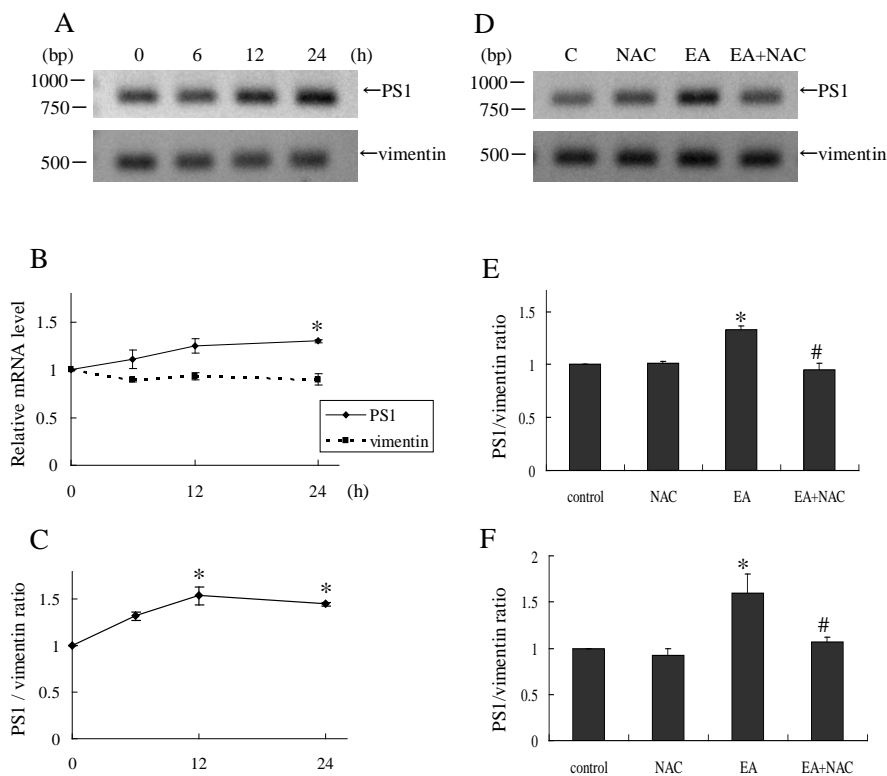 A
(bp) 0 6 12 24 (h)
1000
750
←PS1
500
←vimentin
B
Relative mRNA level
1.5
1
0.5
0
*
PS1
vimentin
0 12 24 (h)
C
PS1 / vimentin ratio
1.5
1
0.5
0
* *
0 12 24
D
(bp) C NAC EA EA+NAC
1000
750
←PS1
500
←vimentin
E
PS1/vimentin ratio
1.5
1
0.5
0
*
#
control NAC EA EA+NAC
F
PS1/vimentin ratio
2
1.5
1
0.5
0
*
#
control NAC EA EA+NAC